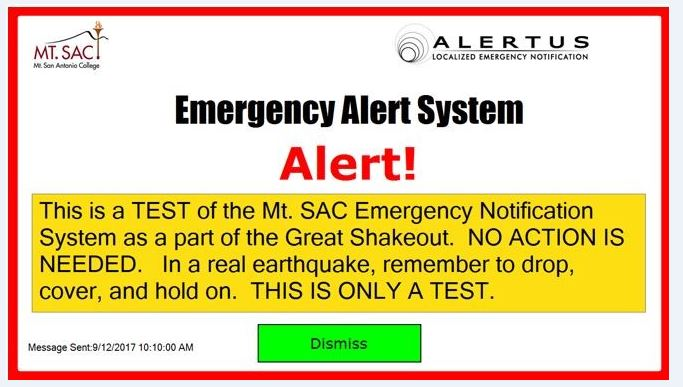 MT. SAC
Mt. San Antonio College
ALERTUS
LOCALIZED EMERGENCY NOTIFICATION
Emergency Alert System
Alert!
This is a TEST of the Mt. SAC Emergency Notification
System as a part of the Great Shakeout.  NO ACTION IS
NEEDED.   In a real earthquake, remember to drop,
cover, and hold on.  THIS IS ONLY A TEST.
Message Sent:9/12/2017 10:10:00 AM
Dismiss